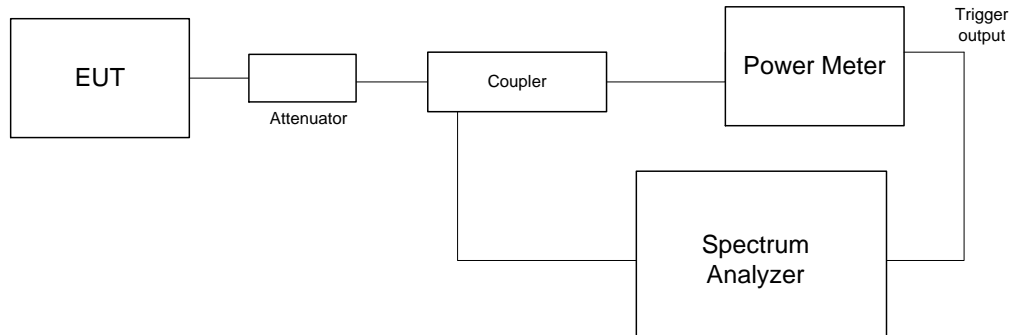 EUT
Attenuator
Coupler
Power Meter
Trigger
output
Spectrum
Analyzer